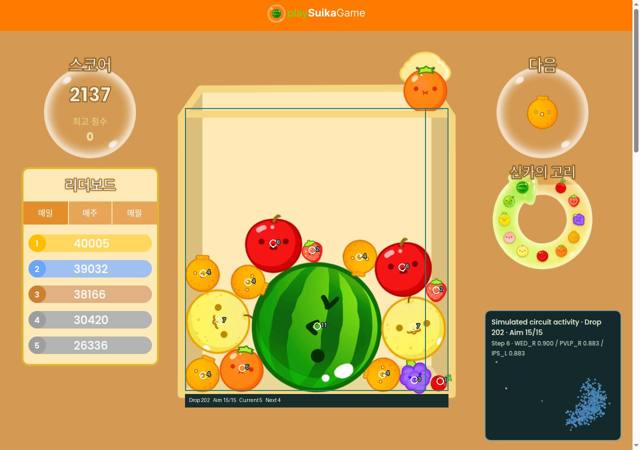 playSuikaGame
스코어
2137
최고 점수
0
리더보드
매일
매주
매월
1 40005
2 39032
3 38166
4 30420
5 26336
다음
산카의 고리
Simulated circuit activity · Drop
202 · Aim 15/15
Step 6 · WED_R 0.900 / PVLP_R 0.883 /
IPS_L 0.883
Drop 202 Aim 15/15 Current 5 Next 4